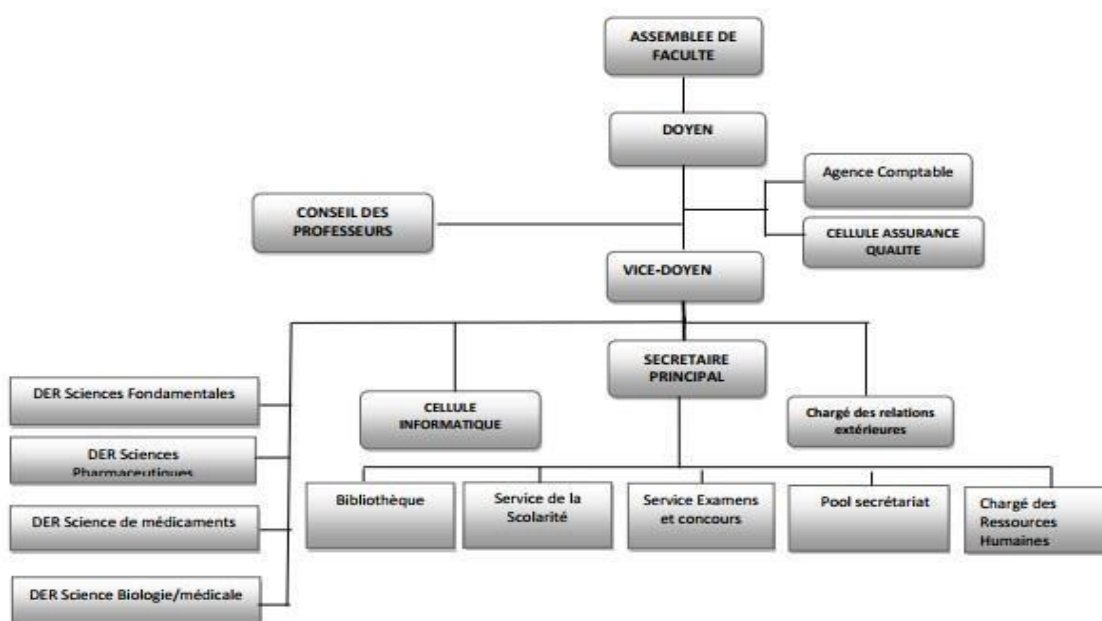 ASSEMBLEE DE
FACULTE
DOYEN
Agence Comptable
CONSEIL DES
PROFESSEURS
CELLULE ASSURANCE
QUALITE
VICE-DOYEN
SECRETAIRE
PRINCIPAL
DER Sciences Fondamentales
CELLULE
INFORMATIQUE
Chargé des relations
extérieures
DER Sciences
Pharmaceutiques
Bibliothèque
Service de la
Scolarité
Service Examens
et concours
Pool secrétariat
Chargé des
Ressources
Humaines
DER Science de médicaments
DER Science Biologie/médicale